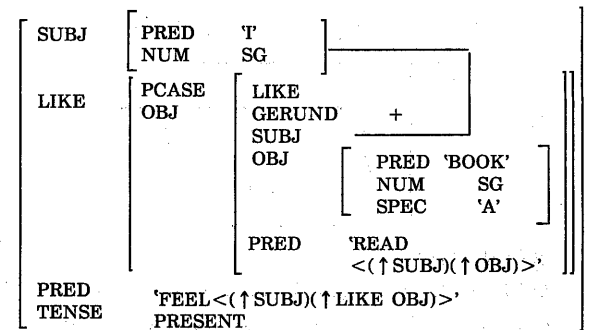 SUBJ PRED 'I'
NUM SG
LIKE PCASE LIKE
OBJ GERUND +
SUBJ
OBJ PRED 'BOOK'
NUM SG
SPEC 'A'
PRED 'READ
<(↑SUBJ)(↑OBJ)>'
PRED 'FEEL<(↑SUBJ)(↑LIKE OBJ)>'
TENSE PRESENT